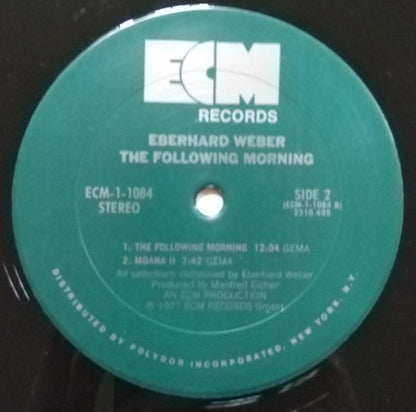 ECM
RECORDS
EBERHARD WEBER
THE FOLLOWING MORNING
ECM-1-1084
STEREO
SIDE 2
(ECM-1-1084 B)
2310 495
1. THE FOLLOWING MORNING 12:04 GEMA
2. MOANA II 7:42 GEMA
All selections composed by Eberhard Weber
Produced By Manfred Eicher
AN ECM PRODUCTION
℗ 1977 ECM RECORDS GmbH
DISTRIBUTED BY POLYDOR INCORPORATED, NEW YORK, N.Y.